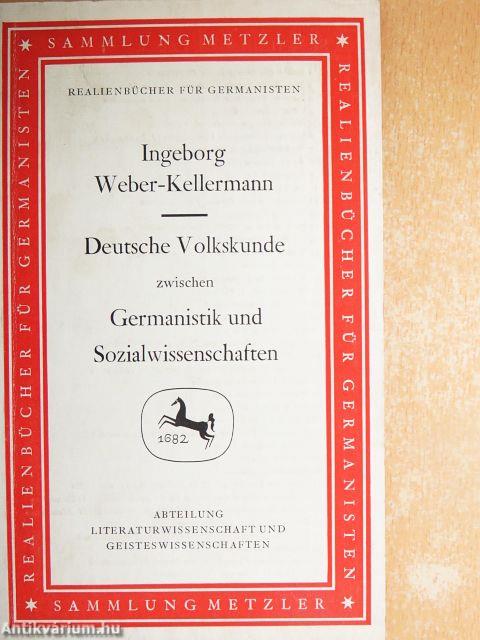 SAMMLUNG METZLER
REALIENBÜCHER FÜR GERMANISTEN
REALIENBÜCHER FÜR GERMANISTEN
REALIENBÜCHER FÜR GERMANISTEN
Ingeborg
Weber-Kellermann
Deutsche Volkskunde
zwischen
Germanistik und
Sozialwissenschaften
1682
ABTEILUNG
LITERATURWISSENSCHAFT UND
GEISTESWISSENSCHAFTEN
SAMMLUNG METZLER
Antikvárium.hu